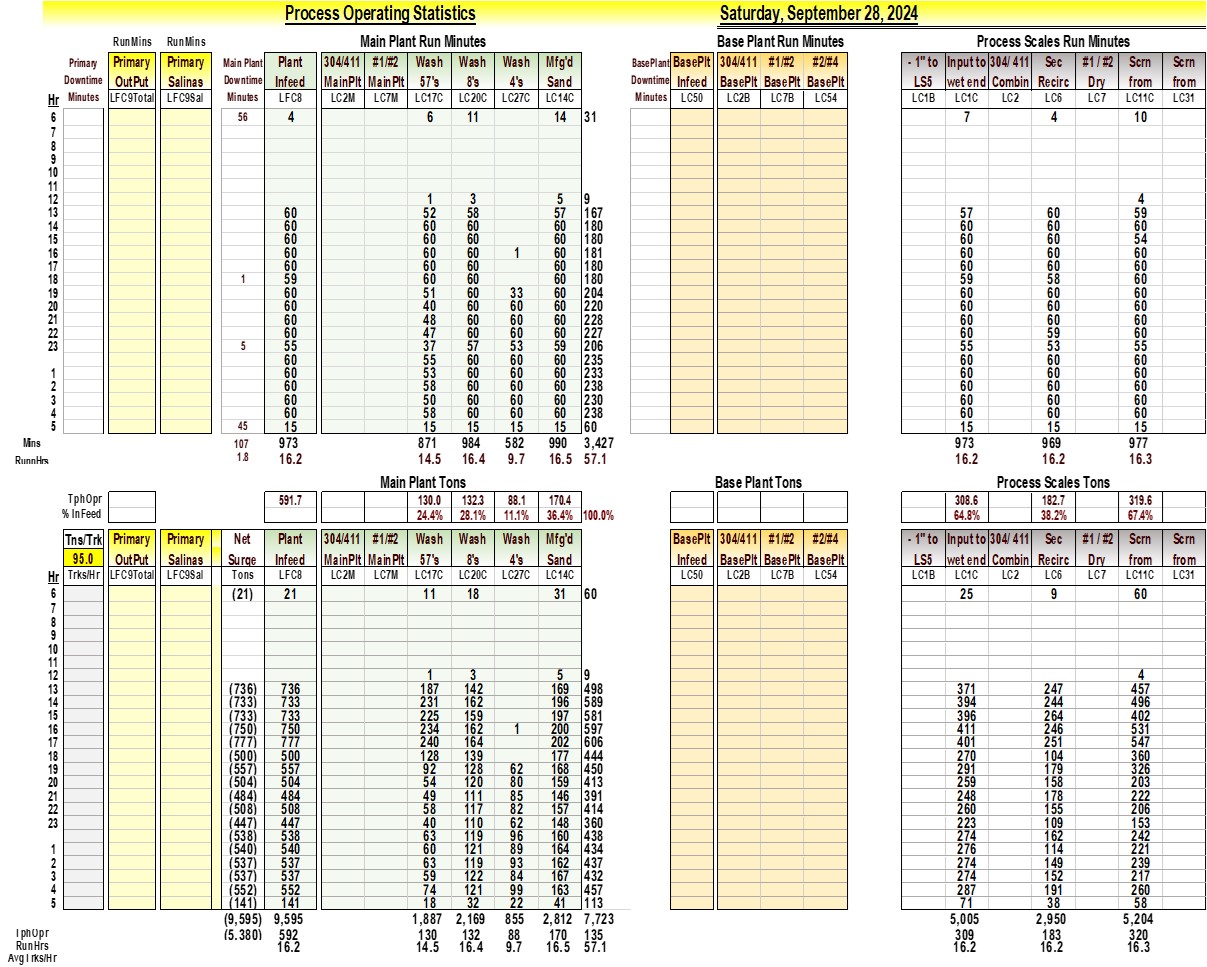 Process Operating Statistics Saturday, September 28, 2024
RunMins RunMins Main Plant Run Minutes Base Plant Run Minutes Process Scales Run Minutes
Primary Primary Primary Main Plant Plant 304/411 #1/#2 Wash Wash Wash Mfg'd BasePlant BasePlt 304/411 #1/#2 #2/#4 - 1" to Input to 304/ 411 Sec #1 / #2 Scrn Scrn
Downtime OutPut Salinas Downtime Infeed MainPlt MainPlt 57's 8's 4's Sand Downtime Infeed BasePlt BasePlt BasePlt LS5 wet end Combin Recirc Dry from from
Hr Minutes LFC9Total LFC9Sal Minutes LFC8 LC2M LC7M LC17C LC20C LC27C LC14C Minutes LC50 LC2B LC7B LC54 LC1B LC1C LC2 LC6 LC7 LC11C LC31
6 56 4 6 11 14 31 7 4 10
7
8
9
10
11
12 1 3 5 9 4
13 60 52 58 57 167 57 60 59
14 60 60 60 60 180 60 60 60
15 60 60 60 60 180 60 60 54
16 60 60 60 1 60 181 60 60 60
17 60 60 60 60 180 60 60 60
18 1 59 60 60 60 180 59 58 60
19 60 51 60 33 60 204 60 60 60
20 60 40 60 60 60 220 60 60 60
21 60 48 60 60 60 228 60 60 60
22 60 47 60 60 60 227 60 59 60
23 5 55 37 57 53 59 206 55 53 55
60 55 60 60 60 235 60 60 60
1 60 53 60 60 60 233 60 60 60
2 60 58 60 60 60 238 60 60 60
3 60 50 60 60 60 230 60 60 60
4 60 58 60 60 60 238 60 60 60
5 45 15 15 15 15 15 60 15 15 15
Mins 107 973 871 984 582 990 3,427 973 969 977
RunnHrs 1.8 16.2 14.5 16.4 9.7 16.5 57.1 16.2 16.2 16.3
Main Plant Tons Base Plant Tons Process Scales Tons
TphOpr 591.7 130.0 132.3 88.1 170.4 308.6 182.7 319.6
% InFeed 24.4% 28.1% 11.1% 36.4% 100.0% 64.8% 38.2% 67.4%
Tns/Trk Primary Primary Net Plant 304/411 #1/#2 Wash Wash Wash Mfg'd BasePlt 304/411 #1/#2 #2/#4 - 1" to Input to 304/ 411 Sec #1 / #2 Scrn Scrn
95.0 OutPut Salinas Surge Infeed MainPlt MainPlt 57's 8's 4's Sand Infeed BasePlt BasePlt BasePlt LS5 wet end Combin Recirc Dry from from
Hr Trks/Hr LFC9Total LFC9Sal Tons LFC8 LC2M LC7M LC17C LC20C LC27C LC14C LC50 LC2B LC7B LC54 LC1B LC1C LC2 LC6 LC7 LC11C LC31
6 (21) 21 11 18 31 60 25 9 60
7
8
9
10
11
12 1 3 5 9 4
13 (736) 736 187 142 169 498 371 247 457
14 (733) 733 231 162 196 589 394 244 496
15 (733) 733 225 159 197 581 396 264 402
16 (750) 750 234 162 1 200 597 411 246 531
17 (777) 777 240 164 202 606 401 251 547
18 (500) 500 128 139 177 444 270 104 360
19 (557) 557 92 128 62 168 450 291 179 326
20 (504) 504 54 120 80 159 413 259 158 203
21 (484) 484 49 111 85 146 391 248 178 222
22 (508) 508 58 117 82 157 414 260 155 206
23 (447) 447 40 110 62 148 360 223 109 153
(538) 538 63 119 96 160 438 274 162 242
1 (540) 540 60 121 89 164 434 276 114 221
2 (537) 537 63 119 93 162 437 274 149 239
3 (537) 537 59 122 84 167 432 274 152 217
4 (552) 552 74 121 99 163 457 287 191 260
5 (141) 141 18 32 22 41 113 71 38 58
(9,595) 9,595 1,887 2,169 855 2,812 7,723 5,005 2,950 5,204
TphOpr (5,380) 592 130 132 88 170 135 309 183 320
RunHrs 16.2 14.5 16.4 9.7 16.5 57.1 16.2 16.2 16.3
AvgTrks/Hr